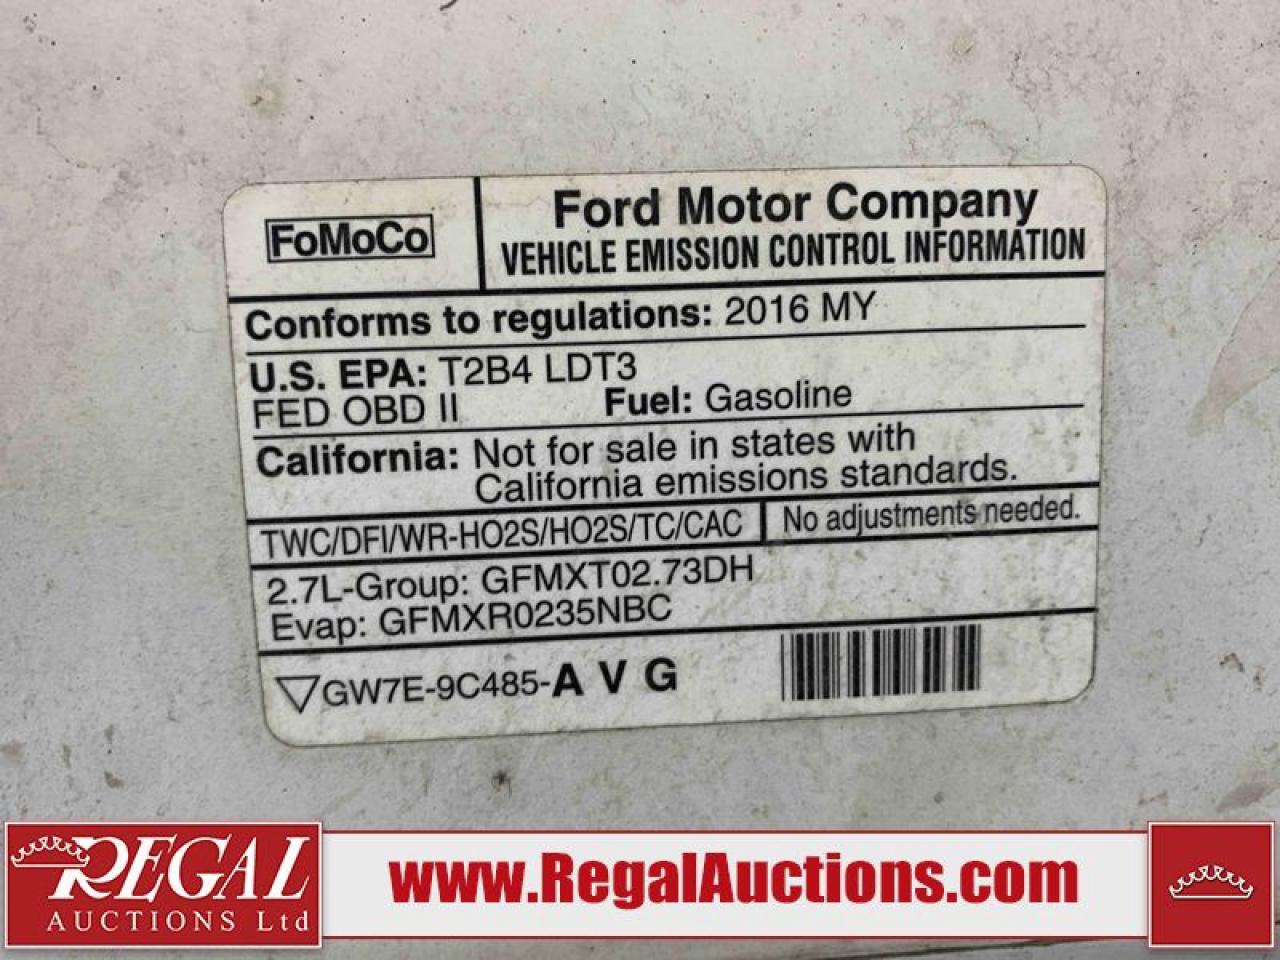 FoMoCo
Ford Motor Company
VEHICLE EMISSION CONTROL INFORMATION
Conforms to regulations: 2016 MY
U.S. EPA: T2B4 LDT3
FED OBD II Fuel: Gasoline
California: Not for sale in states with
California emissions standards.
TWC/DFI/WR-HO2S/HO2S/TC/CAC No adjustments needed.
2.7L-Group: GFMXT02.73DH
Evap: GFMXR0235NBC
GW7E-9C485-A V G
REGAL
AUCTIONS Ltd
www.RegalAuctions.com